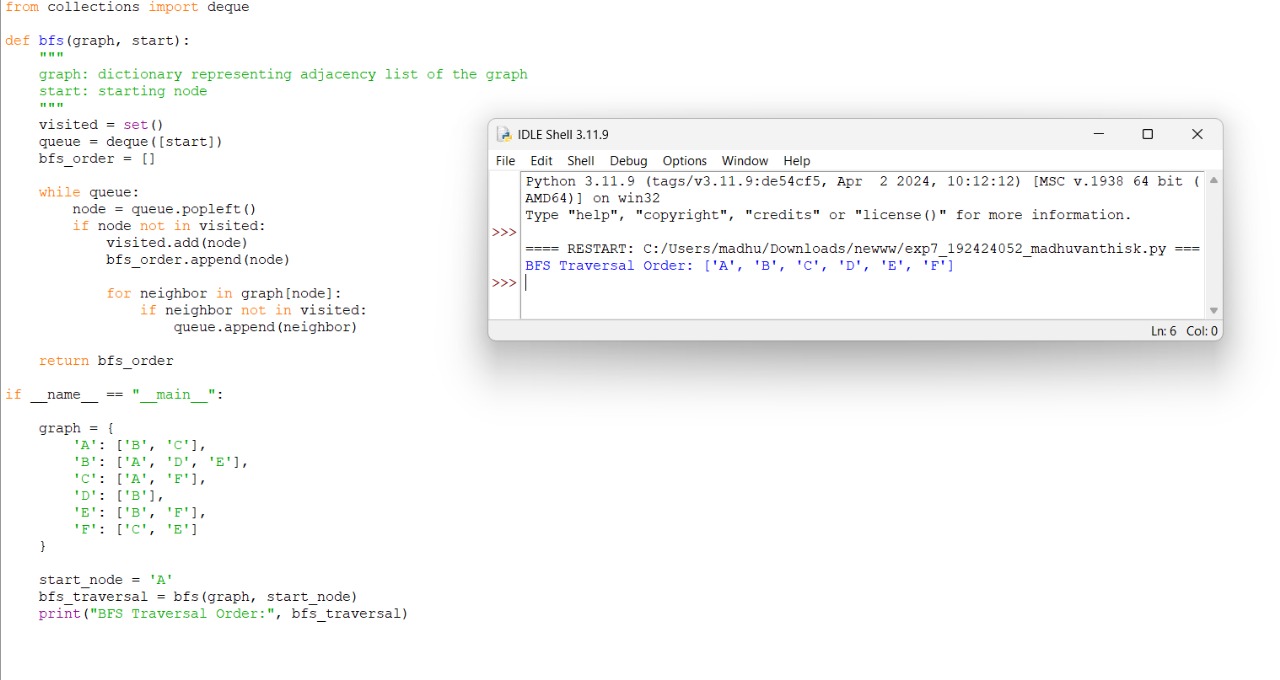 from collections import deque
def bfs(graph, start):
"""
graph: dictionary representing adjacency list of the graph
start: starting node
"""
visited = set()
queue = deque([start])
bfs_order = []
while queue:
node = queue.popleft()
if node not in visited:
visited.add(node)
bfs_order.append(node)
for neighbor in graph[node]:
if neighbor not in visited:
queue.append(neighbor)
return bfs_order
if __name__ == "__main__":
graph = {
'A': ['B', 'C'],
'B': ['A', 'D', 'E'],
'C': ['A', 'F'],
'D': ['B'],
'E': ['B', 'F'],
'F': ['C', 'E']
}
start_node = 'A'
bfs_traversal = bfs(graph, start_node)
print("BFS Traversal Order:", bfs_traversal)
IDLE Shell 3.11.9
File Edit Shell Debug Options Window Help
Python 3.11.9 (tags/v3.11.9:de54cf5, Apr  2 2024, 10:12:12) [MSC v.1938 64 bit (
AMD64)] on win32
Type "help", "copyright", "credits" or "license()" for more information.
>>>
==== RESTART: C:/Users/madhu/Downloads/newww/exp7_192424052_madhuvanthisk.py ===
BFS Traversal Order: ['A', 'B', 'C', 'D', 'E', 'F']
>>>
Ln: 6 Col: 0